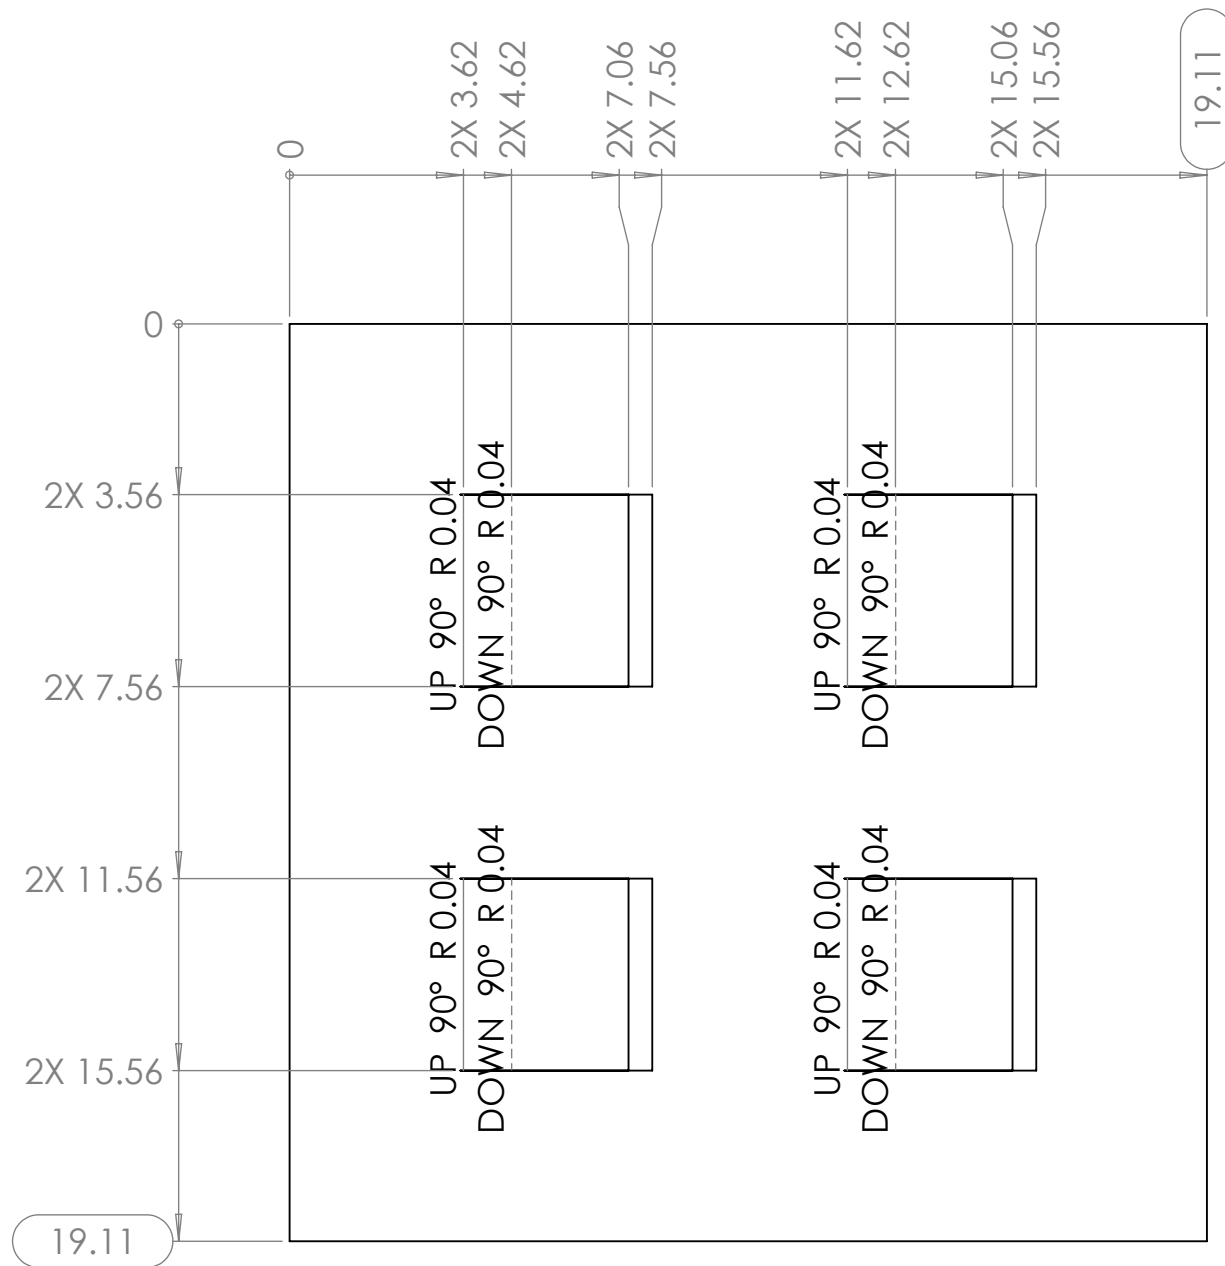 0
2X 3.62
2X 4.62
2X 7.06
2X 7.56
2X 11.62
2X 12.62
2X 15.06
2X 15.56
19.11
0
2X 3.56
2X 7.56
2X 11.56
2X 15.56
19.11
UP 90° R 0.04
DOWN 90° R 0.04
UP 90° R 0.04
DOWN 90° R 0.04
UP 90° R 0.04
DOWN 90° R 0.04
UP 90° R 0.04
DOWN 90° R 0.04